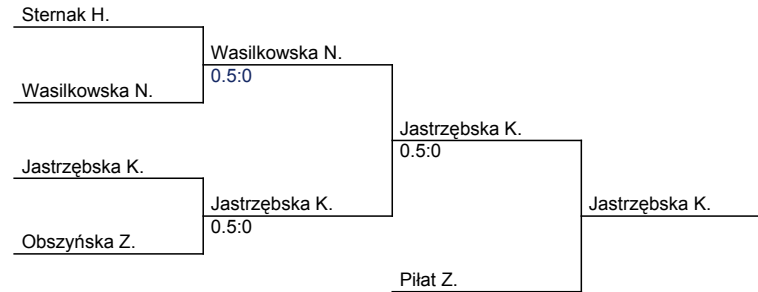 Sternak H.
Wasilkowska N.
0.5:0
Wasilkowska N.
Jastrzębska K.
0.5:0
Jastrzębska K.
Jastrzębska K.
Jastrzębska K.
0.5:0
Obszyńska Z.
Piłat Z.